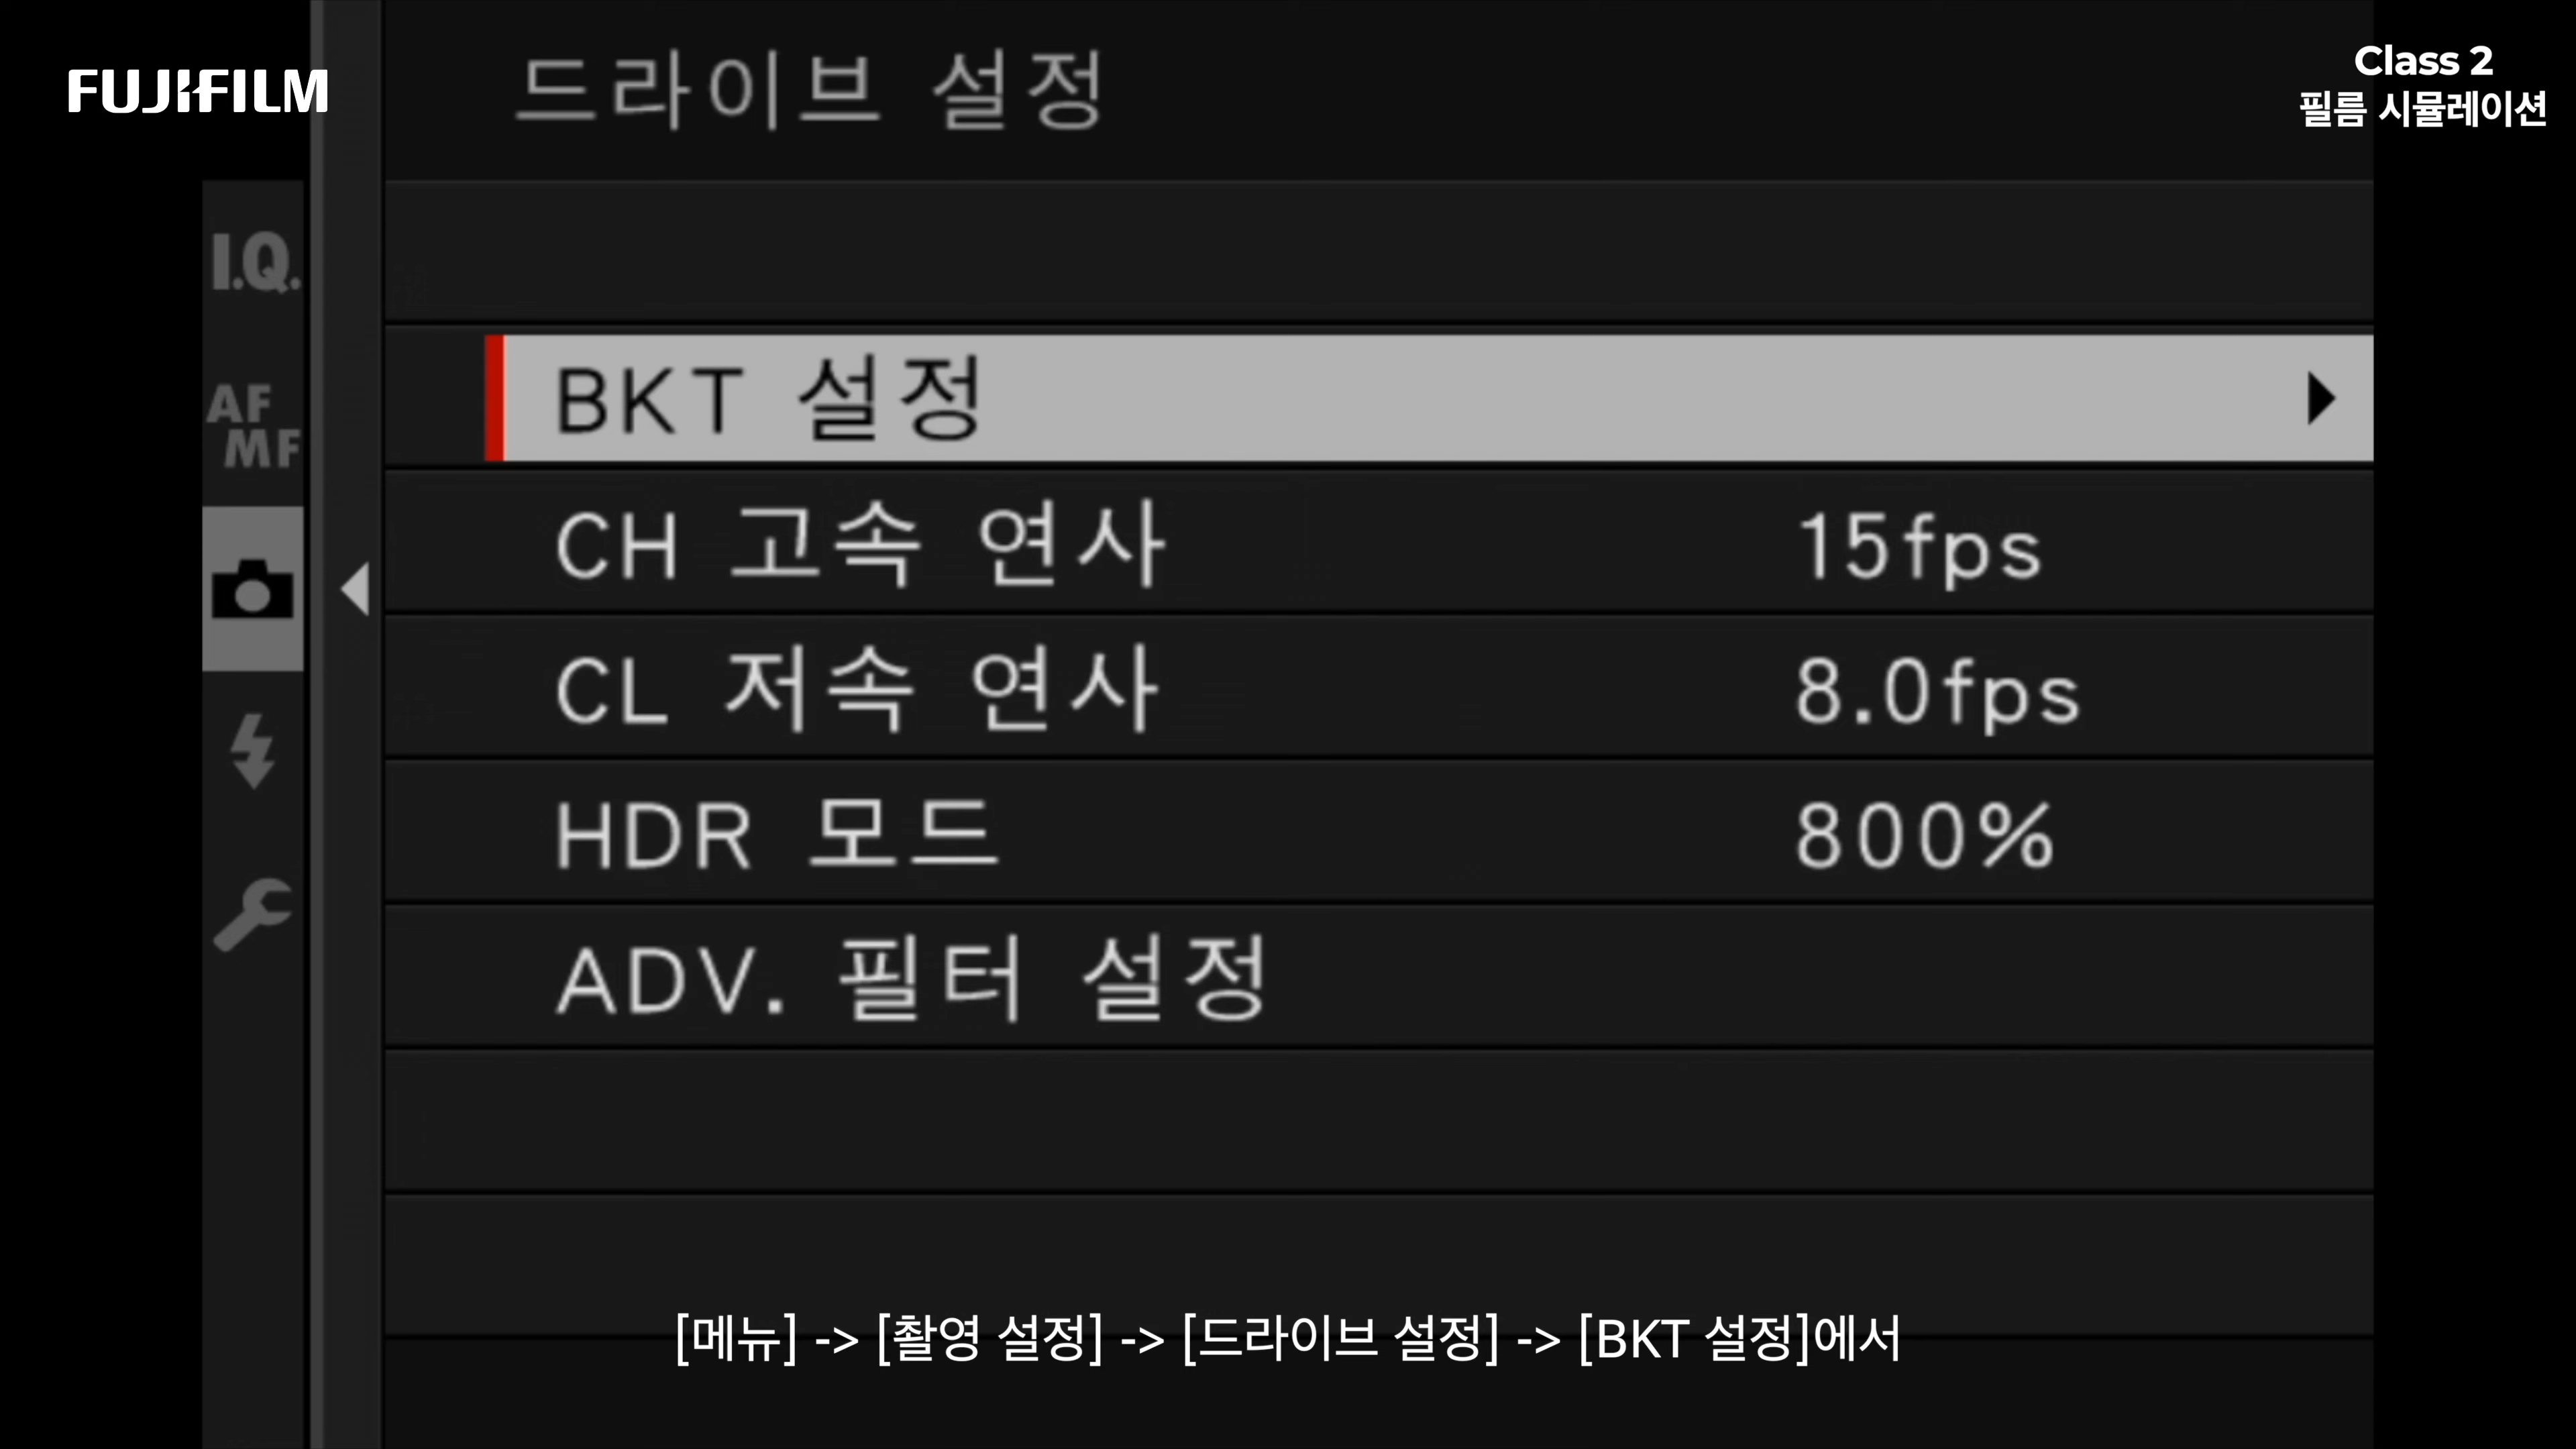 FUJIFILM
Class 2
필름 시뮬레이션
드라이브 설정
I.Q.
AF
MF
BKT 설정
CH 고속 연사 15fps
CL 저속 연사 8.0fps
HDR 모드 800%
ADV. 필터 설정
[메뉴] -> [촬영 설정] -> [드라이브 설정] -> [BKT 설정]에서